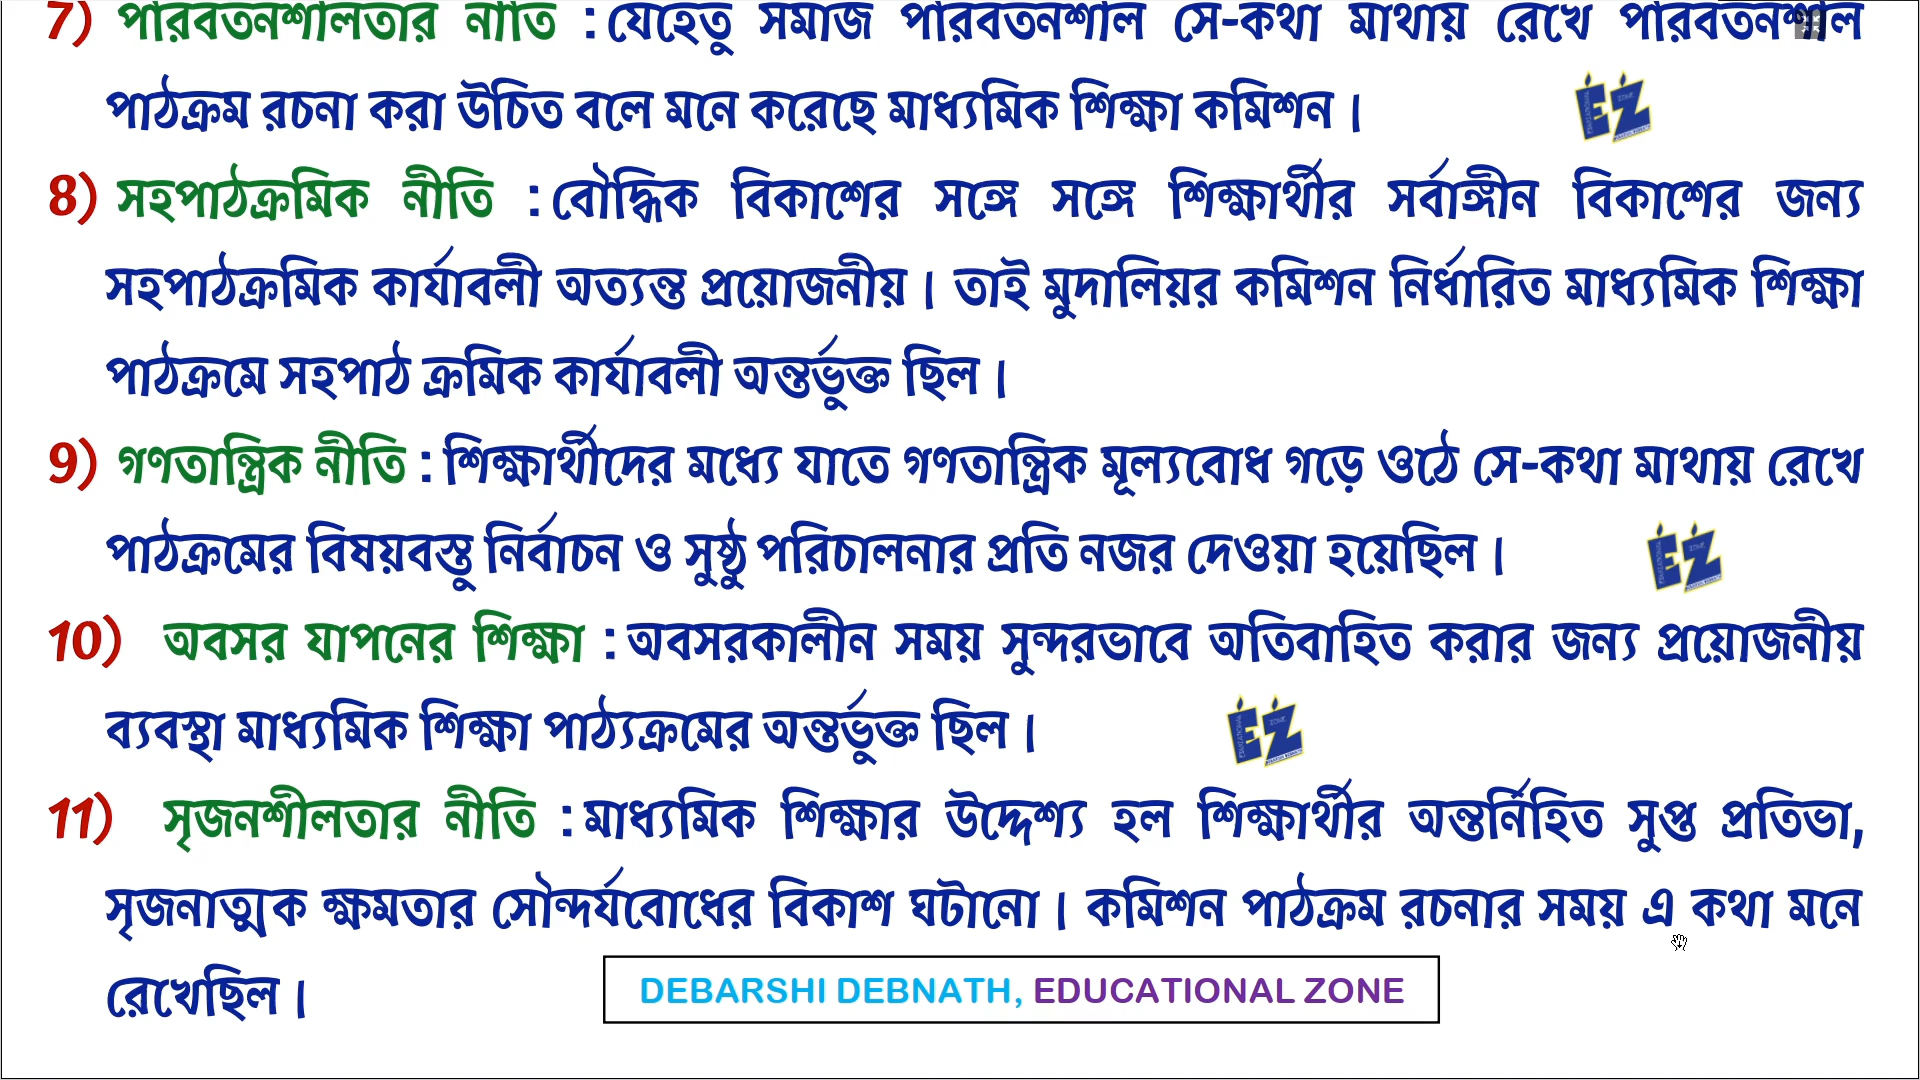 7) পরিবর্তনশীলতার নীতি : যেহেতু সমাজ পরিবর্তনশীল সে-কথা মাথায় রেখে পরিবর্তনশীল
পাঠক্রম রচনা করা উচিত বলে মনে করেছে মাধ্যমিক শিক্ষা কমিশন।
8) সহপাঠক্রমিক নীতি : বৌদ্ধিক বিকাশের সঙ্গে সঙ্গে শিক্ষার্থীর সর্বাঙ্গীন বিকাশের জন্য
সহপাঠক্রমিক কার্যাবলী অত্যন্ত প্রয়োজনীয়। তাই মুদালিয়র কমিশন নির্ধারিত মাধ্যমিক শিক্ষা
পাঠক্রমে সহপাঠ ক্রমিক কার্যাবলী অন্তর্ভুক্ত ছিল।
9) গণতান্ত্রিক নীতি : শিক্ষার্থীদের মধ্যে যাতে গণতান্ত্রিক মূল্যবোধ গড়ে ওঠে সে-কথা মাথায় রেখে
পাঠক্রমের বিষয়বস্তু নির্বাচন ও সুষ্ঠু পরিচালনার প্রতি নজর দেওয়া হয়েছিল।
10) অবসর যাপনের শিক্ষা : অবসরকালীন সময় সুন্দরভাবে অতিবাহিত করার জন্য প্রয়োজনীয়
ব্যবস্থা মাধ্যমিক শিক্ষা পাঠ্যক্রমের অন্তর্ভুক্ত ছিল।
11) সৃজনশীলতার নীতি : মাধ্যমিক শিক্ষার উদ্দেশ্য হল শিক্ষার্থীর অন্তর্নিহিত সুপ্ত প্রতিভা,
সৃজনাত্মক ক্ষমতার সৌন্দর্যবোধের বিকাশ ঘটানো। কমিশন পাঠক্রম রচনার সময় এ কথা মনে
রেখেছিল।
DEBARSHI DEBNATH, EDUCATIONAL ZONE
EZ
EZ
EZ